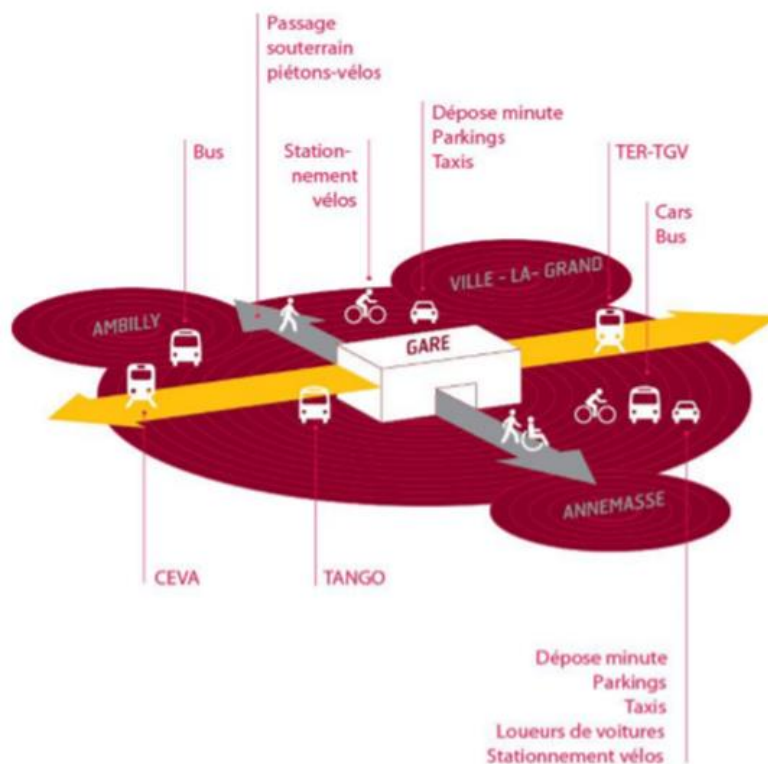 Passage
souterrain
piétons-vélos
Dépose minute
Parkings
Taxis
Bus
Station-
nement
vélos
TER-TGV
Cars
Bus
VILLE - LA- GRAND
AMBILLY
GARE
ANNEMASSE
CEVA
TANGO
Dépose minute
Parkings
Taxis
Loueurs de voitures
Stationnement vélos